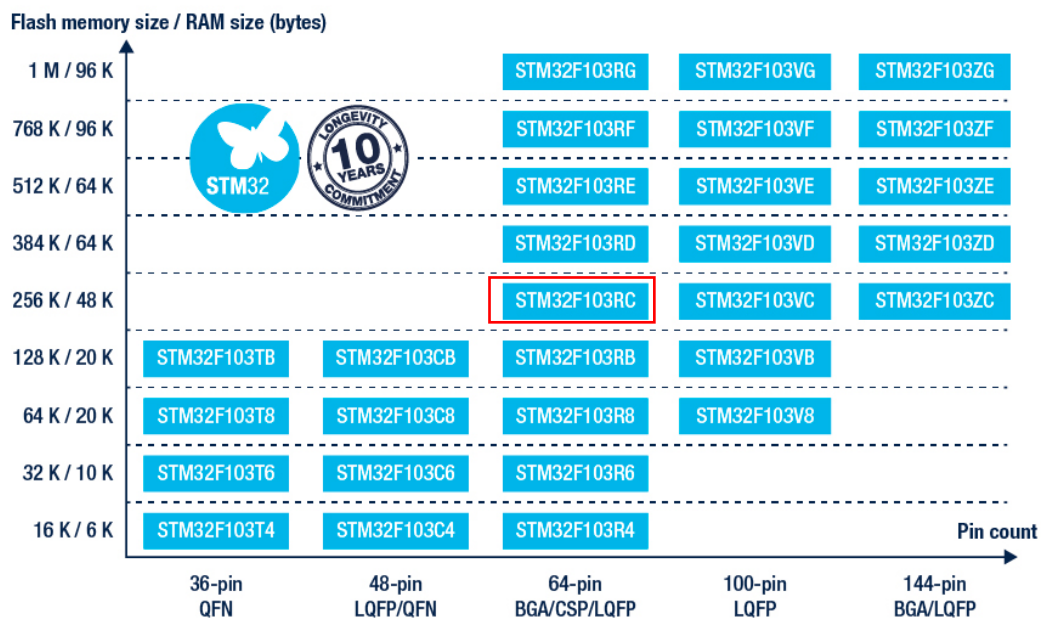 Flash memory size / RAM size (bytes)
1 M / 96 K STM32F103RG STM32F103VG STM32F103ZG
768 K / 96 K STM32F103RF STM32F103VF STM32F103ZF
STM32
LONGEVITY
10
YEARS
COMMITMENT
512 K / 64 K STM32F103RE STM32F103VE STM32F103ZE
384 K / 64 K STM32F103RD STM32F103VD STM32F103ZD
256 K / 48 K STM32F103RC STM32F103VC STM32F103ZC
128 K / 20 K STM32F103TB STM32F103CB STM32F103RB STM32F103VB
64 K / 20 K STM32F103T8 STM32F103C8 STM32F103R8 STM32F103V8
32 K / 10 K STM32F103T6 STM32F103C6 STM32F103R6
16 K / 6 K STM32F103T4 STM32F103C4 STM32F103R4
Pin count
36-pin 48-pin 64-pin 100-pin 144-pin
QFN LQFP/QFN BGA/CSP/LQFP LQFP BGA/LQFP